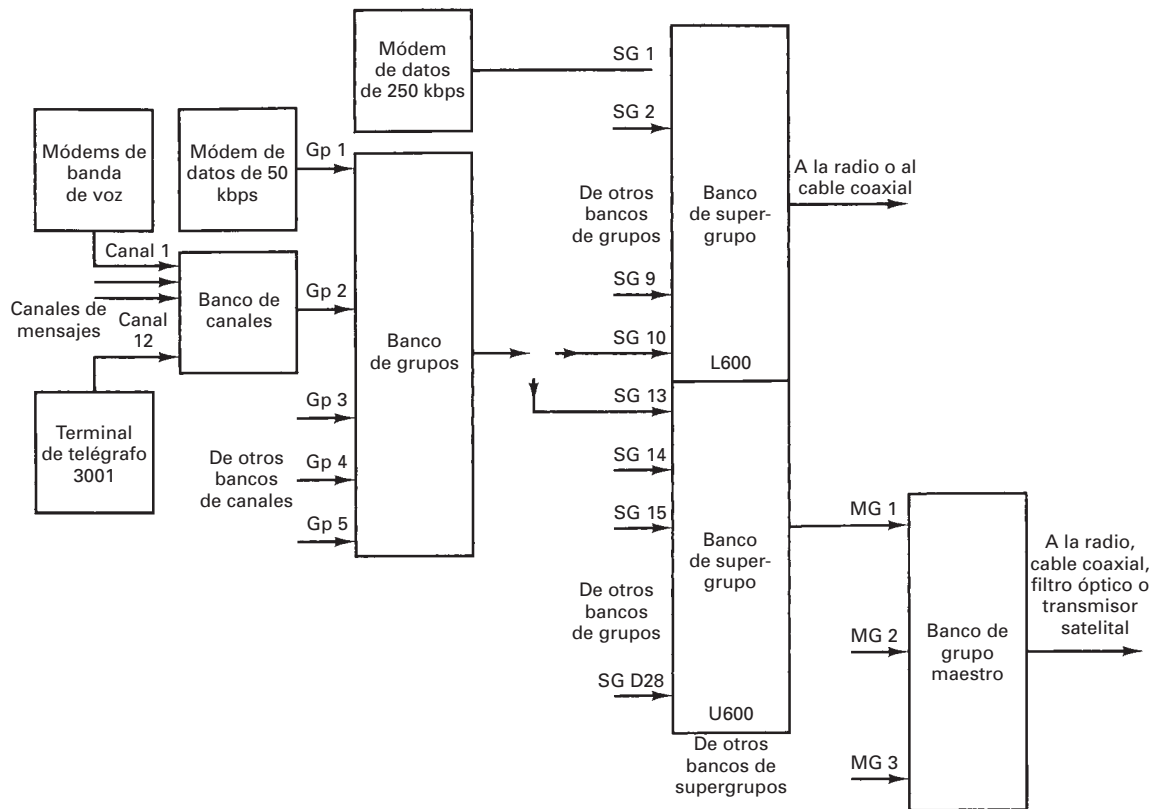 Módem
de datos
de 250 kbps
SG 1
SG 2
Módems de
banda
de voz
Módem de
datos de 50
kbps
Gp 1
A la radio o al
cable coaxial
De otros
bancos
de grupos
Banco
de super-
grupo
Canal 1
Canales de
mensajes
Canal
12
Banco de
canales
Gp 2
Banco
de grupos
SG 9
SG 10
L600
SG 13
Terminal
de telégrafo
3001
Gp 3
De otros
bancos
de canales
Gp 4
Gp 5
SG 14
SG 15
Banco
de super-
grupo
MG 1
De otros
bancos
de grupos
A la radio,
cable coaxial,
filtro óptico o
transmisor
satelital
MG 2
Banco de
grupo
maestro
SG D28
U600
De otros
bancos de
supergrupos
MG 3